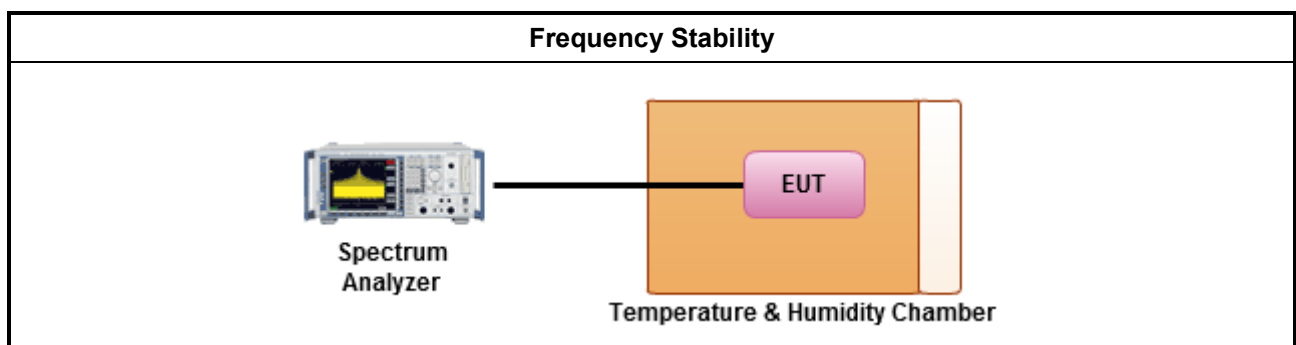 Frequency Stability
EUT
Spectrum
Analyzer
Temperature & Humidity Chamber